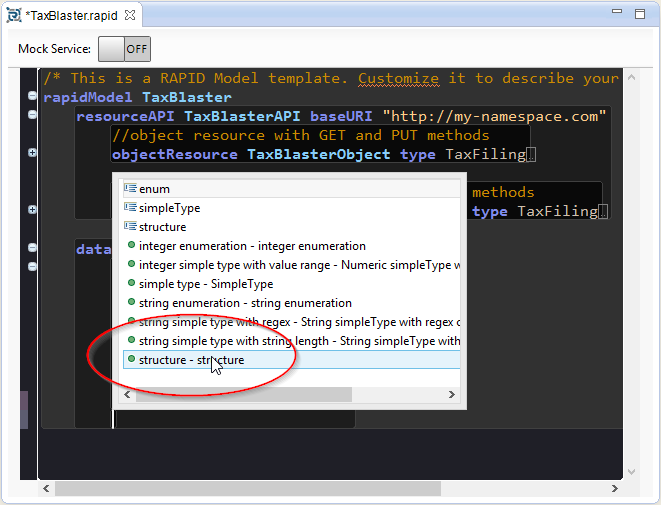 *TaxBlaster.rapid
Mock Service: OFF
/* This is a RAPID Model template. Customize it to describe your
rapidModel TaxBlaster
resourceAPI TaxBlasterAPI baseURI "http://my-namespace.com"
//object resource with GET and PUT methods
objectResource TaxBlasterObject type TaxFiling
methods
type TaxFiling
data
enum
simpleType
structure
integer enumeration - integer enumeration
integer simple type with value range - Numeric simpleType w
simple type - SimpleType
string enumeration - string enumeration
string simple type with regex - String simpleType with regex c
string simple type with string length - String simpleType with
structure - structure